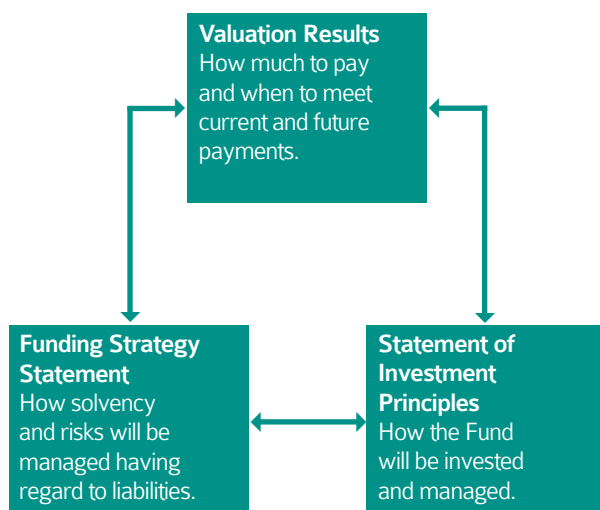 Valuation Results
How much to pay
and when to meet
current and future
payments.
Funding Strategy
Statement
How solvency
and risks will be
managed having
regard to liabilities.
Statement of
Investment
Principles
How the Fund
will be invested
and managed.